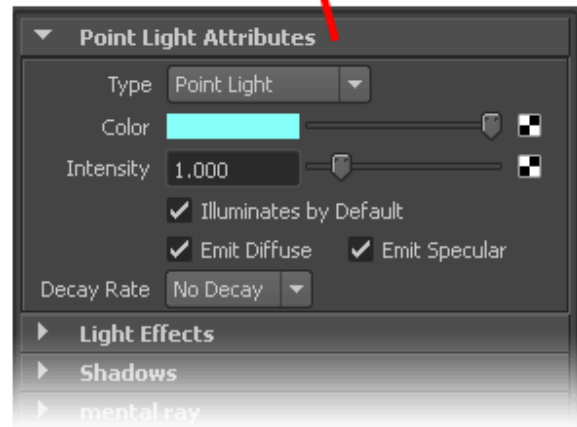 Point Light Attributes
Type Point Light
Color
Intensity 1.000
Illuminates by Default
Emit Diffuse Emit Specular
Decay Rate No Decay
Light Effects
Shadows
mental ray